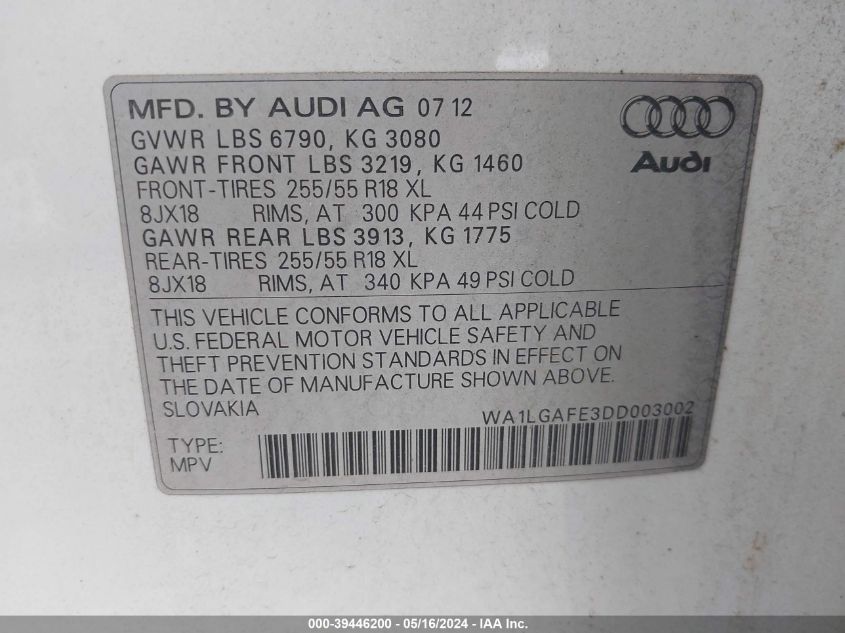 MFD. BY AUDI AG 07 12
GVWR LBS 6790, KG 3080
GAWR FRONT LBS 3219, KG 1460
FRONT-TIRES 255/55 R18 XL
8JX18 RIMS, AT 300 KPA 44 PSI COLD
GAWR REAR LBS 3913, KG 1775
REAR-TIRES 255/55 R18 XL
8JX18 RIMS, AT 340 KPA 49 PSI COLD
Audi
THIS VEHICLE CONFORMS TO ALL APPLICABLE
U.S. FEDERAL MOTOR VEHICLE SAFETY AND
THEFT PREVENTION STANDARDS IN EFFECT ON
THE DATE OF MANUFACTURE SHOWN ABOVE.
SLOVAKIA
WA1LGAFE3DD003002
TYPE:
MPV
000-39446200 - 05/16/2024 - IAA Inc.